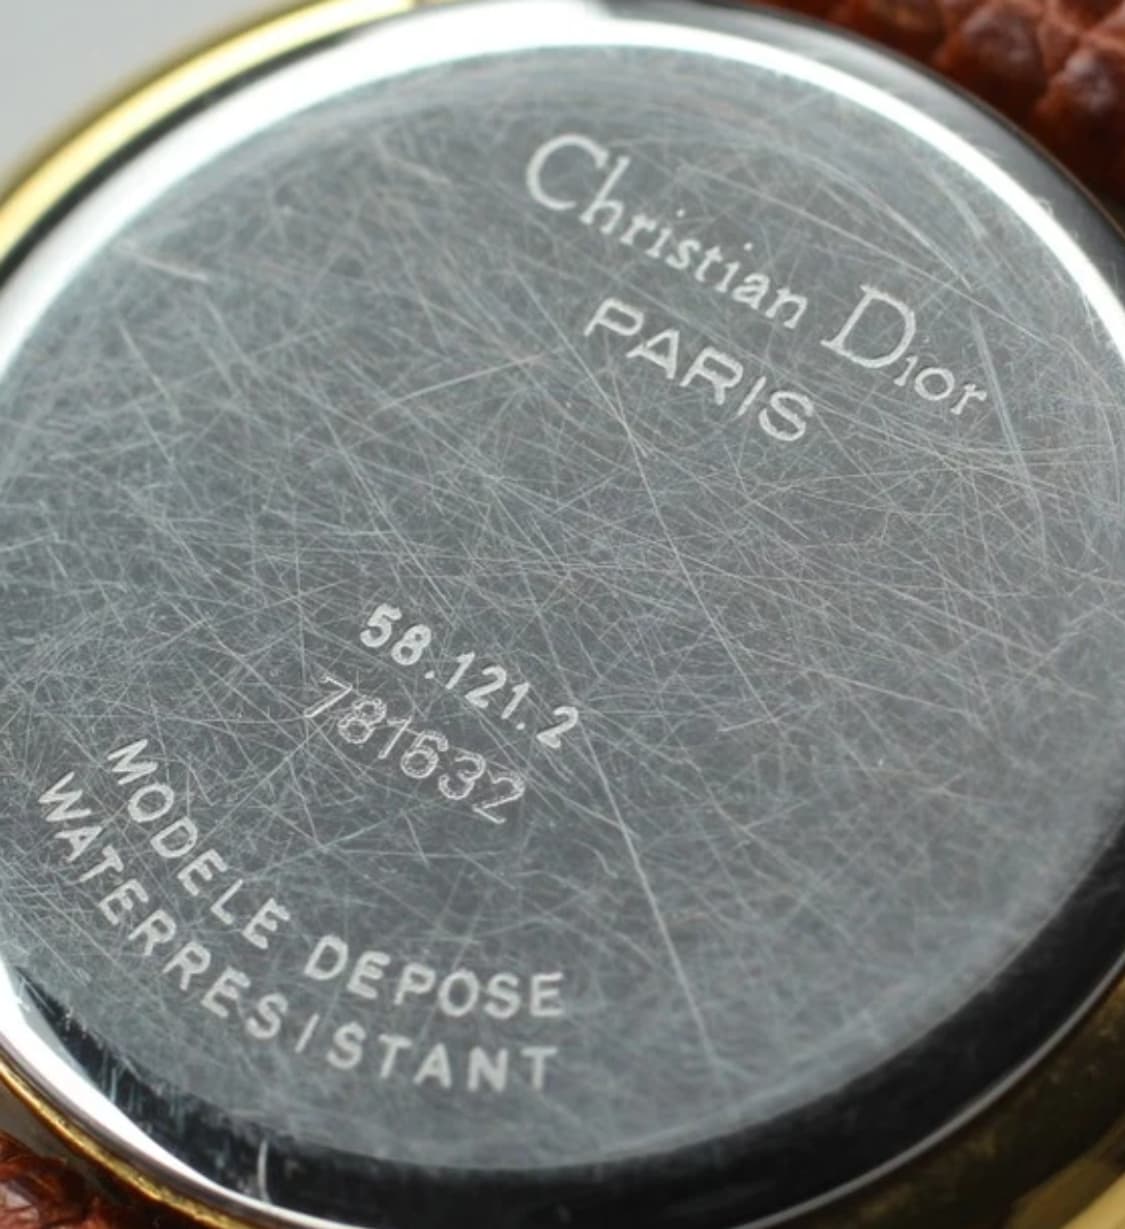 Christian Dior
PARIS
58.121.2
781632
MODELE DEPOSE
WATERRESISTANT